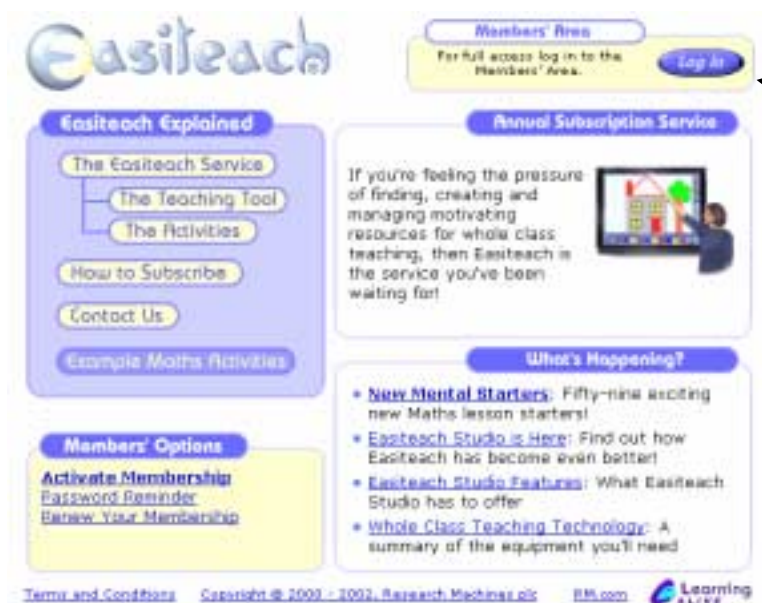 Easiteach
Members' Area
For full access log in to the
Members' Area.
Log in
Easiteach Explained
The Easiteach Service
The Teaching Tool
The Activities
How to Subscribe
Contact Us
Example Maths Activities
Members' Options
Activate Membership
Password Reminder
Renew Your Membership
Annual Subscription Service
If you're feeling the pressure
of finding, creating and
managing motivating
resources for whole class
teaching, then Easiteach is
the service you've been
waiting for!
What's Happening?
New Mental Starters: Fifty-nine exciting
new Maths lesson starters!
Easiteach Studio is Here: Find out how
Easiteach has become even better!
Easiteach Studio Features: What Easiteach
Studio has to offer
Whole Class Teaching Technology: A
summary of the equipment you'll need
Terms and Conditions Copyright © 2000 - 2002, Research Machines plc RM.com Learning